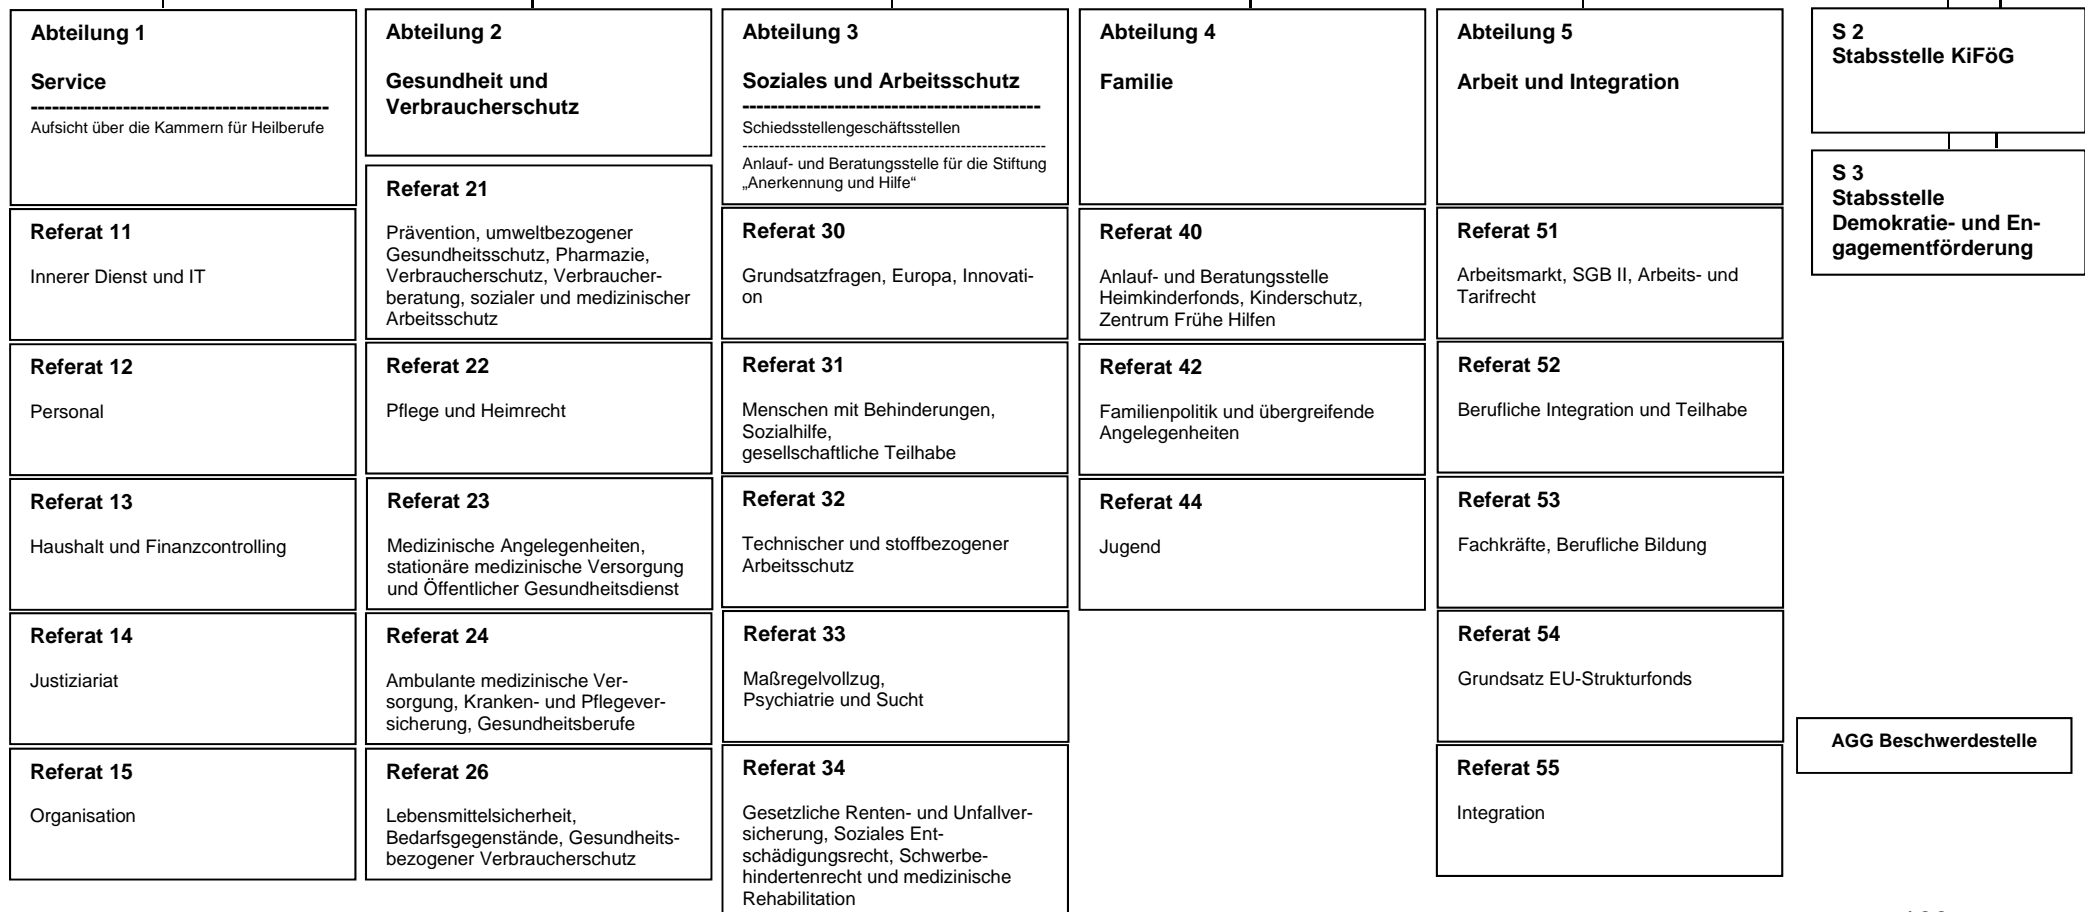 Abteilung 1
Service
------------------------------------------
Aufsicht über die Kammern für Heilberufe
Referat 11
Innerer Dienst und IT
Referat 12
Personal
Referat 13
Haushalt und Finanzcontrolling
Referat 14
Justiziariat
Referat 15
Organisation
Abteilung 2
Gesundheit und
Verbraucherschutz
Referat 21
Prävention, umweltbezogener
Gesundheitsschutz, Pharmazie,
Verbraucherschutz, Verbraucher-
beratung, sozialer und medizinischer
Arbeitsschutz
Referat 22
Pflege und Heimrecht
Referat 23
Medizinische Angelegenheiten,
stationäre medizinische Versorgung
und Öffentlicher Gesundheitsdienst
Referat 24
Ambulante medizinische Ver-
sorgung, Kranken- und Pflegever-
sicherung, Gesundheitsberufe
Referat 26
Lebensmittelsicherheit,
Bedarfsgegenstände, Gesundheits-
bezogener Verbraucherschutz
Abteilung 3
Soziales und Arbeitsschutz
------------------------------------------
Schiedsstellengeschäftsstellen
---------------------------------------------------------
Anlauf- und Beratungsstelle für die Stiftung
„Anerkennung und Hilfe“
Referat 30
Grundsatzfragen, Europa, Innovati-
on
Referat 31
Menschen mit Behinderungen,
Sozialhilfe,
gesellschaftliche Teilhabe
Referat 32
Technischer und stoffbezogener
Arbeitsschutz
Referat 33
Maßregelvollzug,
Psychiatrie und Sucht
Referat 34
Gesetzliche Renten- und Unfallver-
sicherung, Soziales Ent-
schädigungsrecht, Schwerbe-
hindertenrecht und medizinische
Rehabilitation
Abteilung 4
Familie
Referat 40
Anlauf- und Beratungsstelle
Heimkinderfonds, Kinderschutz,
Zentrum Frühe Hilfen
Referat 42
Familienpolitik und übergreifende
Angelegenheiten
Referat 44
Jugend
Abteilung 5
Arbeit und Integration
Referat 51
Arbeitsmarkt, SGB II, Arbeits- und
Tarifrecht
Referat 52
Berufliche Integration und Teilhabe
Referat 53
Fachkräfte, Berufliche Bildung
Referat 54
Grundsatz EU-Strukturfonds
Referat 55
Integration
S 2
Stabsstelle KiFöG
S 3
Stabsstelle
Demokratie- und En-
gagementförderung
AGG Beschwerdestelle